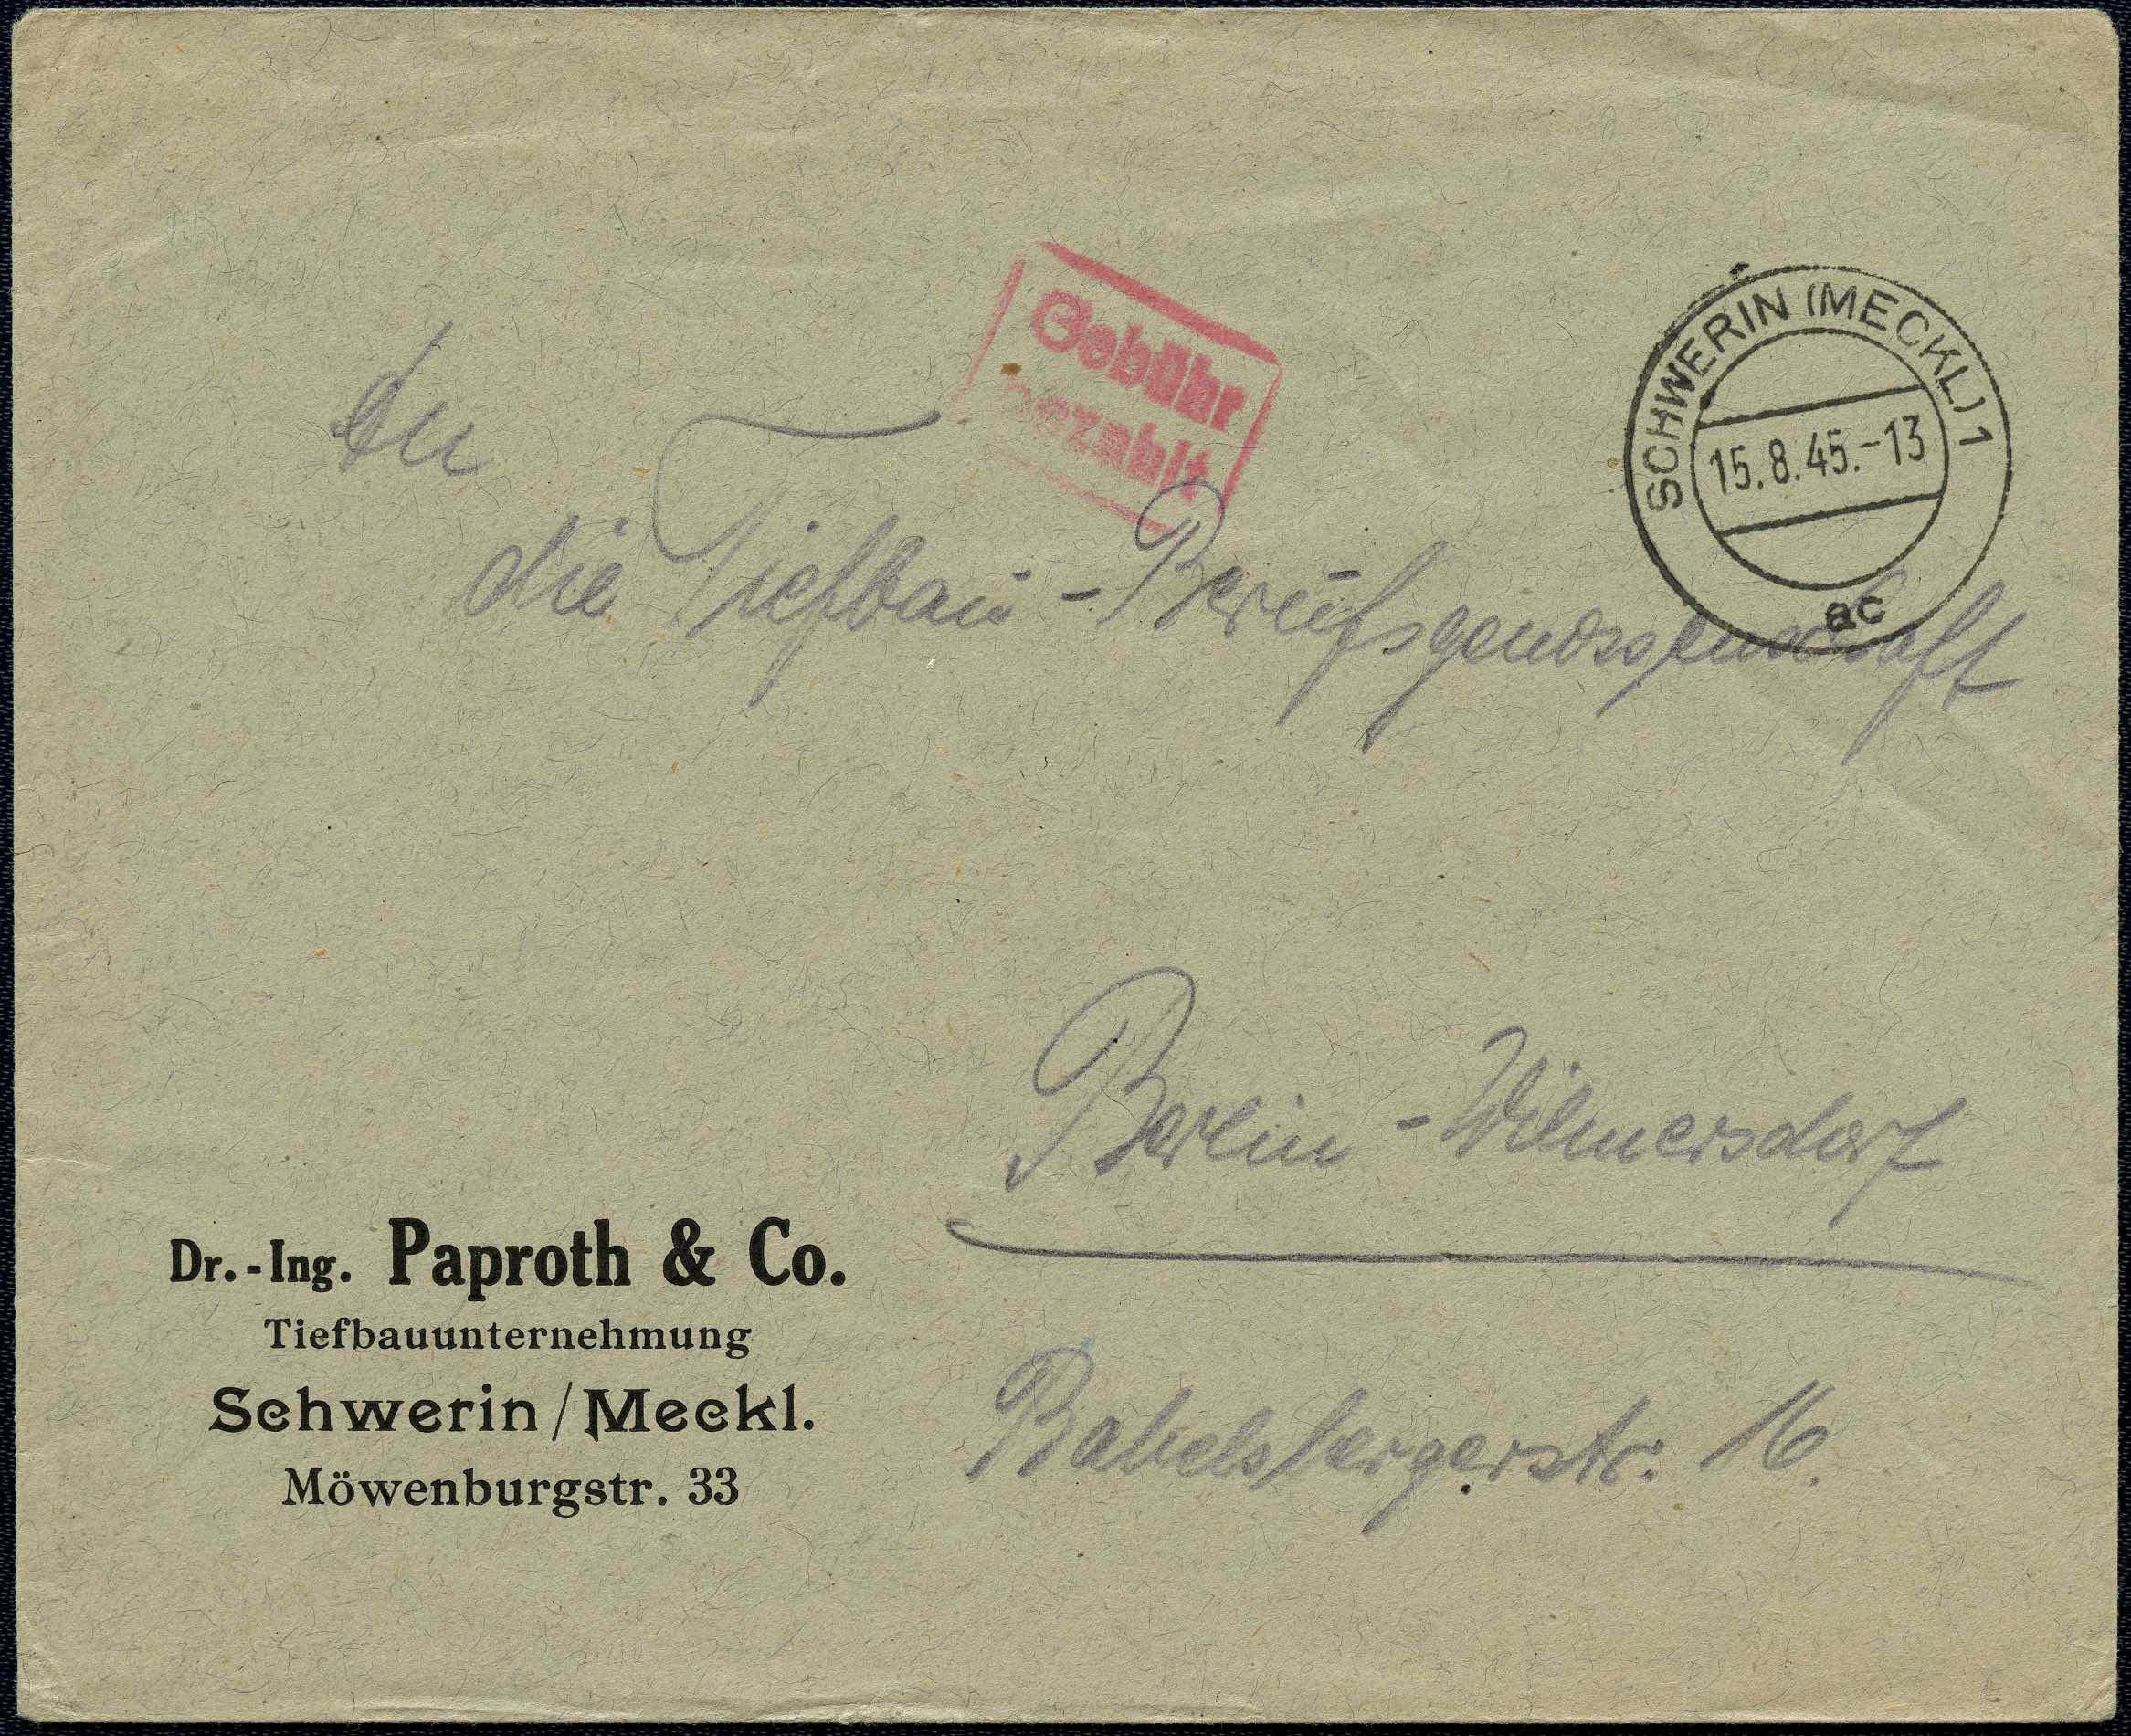 Gebühr
bezahlt
SCHWERIN (MECKL) 1
15.8.45.-13
ac
An
die Tiefbau-Berufsgenossenschaft
Berlin-Wilmersdorf
Babelsbergerstr. 16.
Dr.-Ing. Paproth & Co.
Tiefbauunternehmung
Schwerin/Meckl.
Möwenburgstr. 33